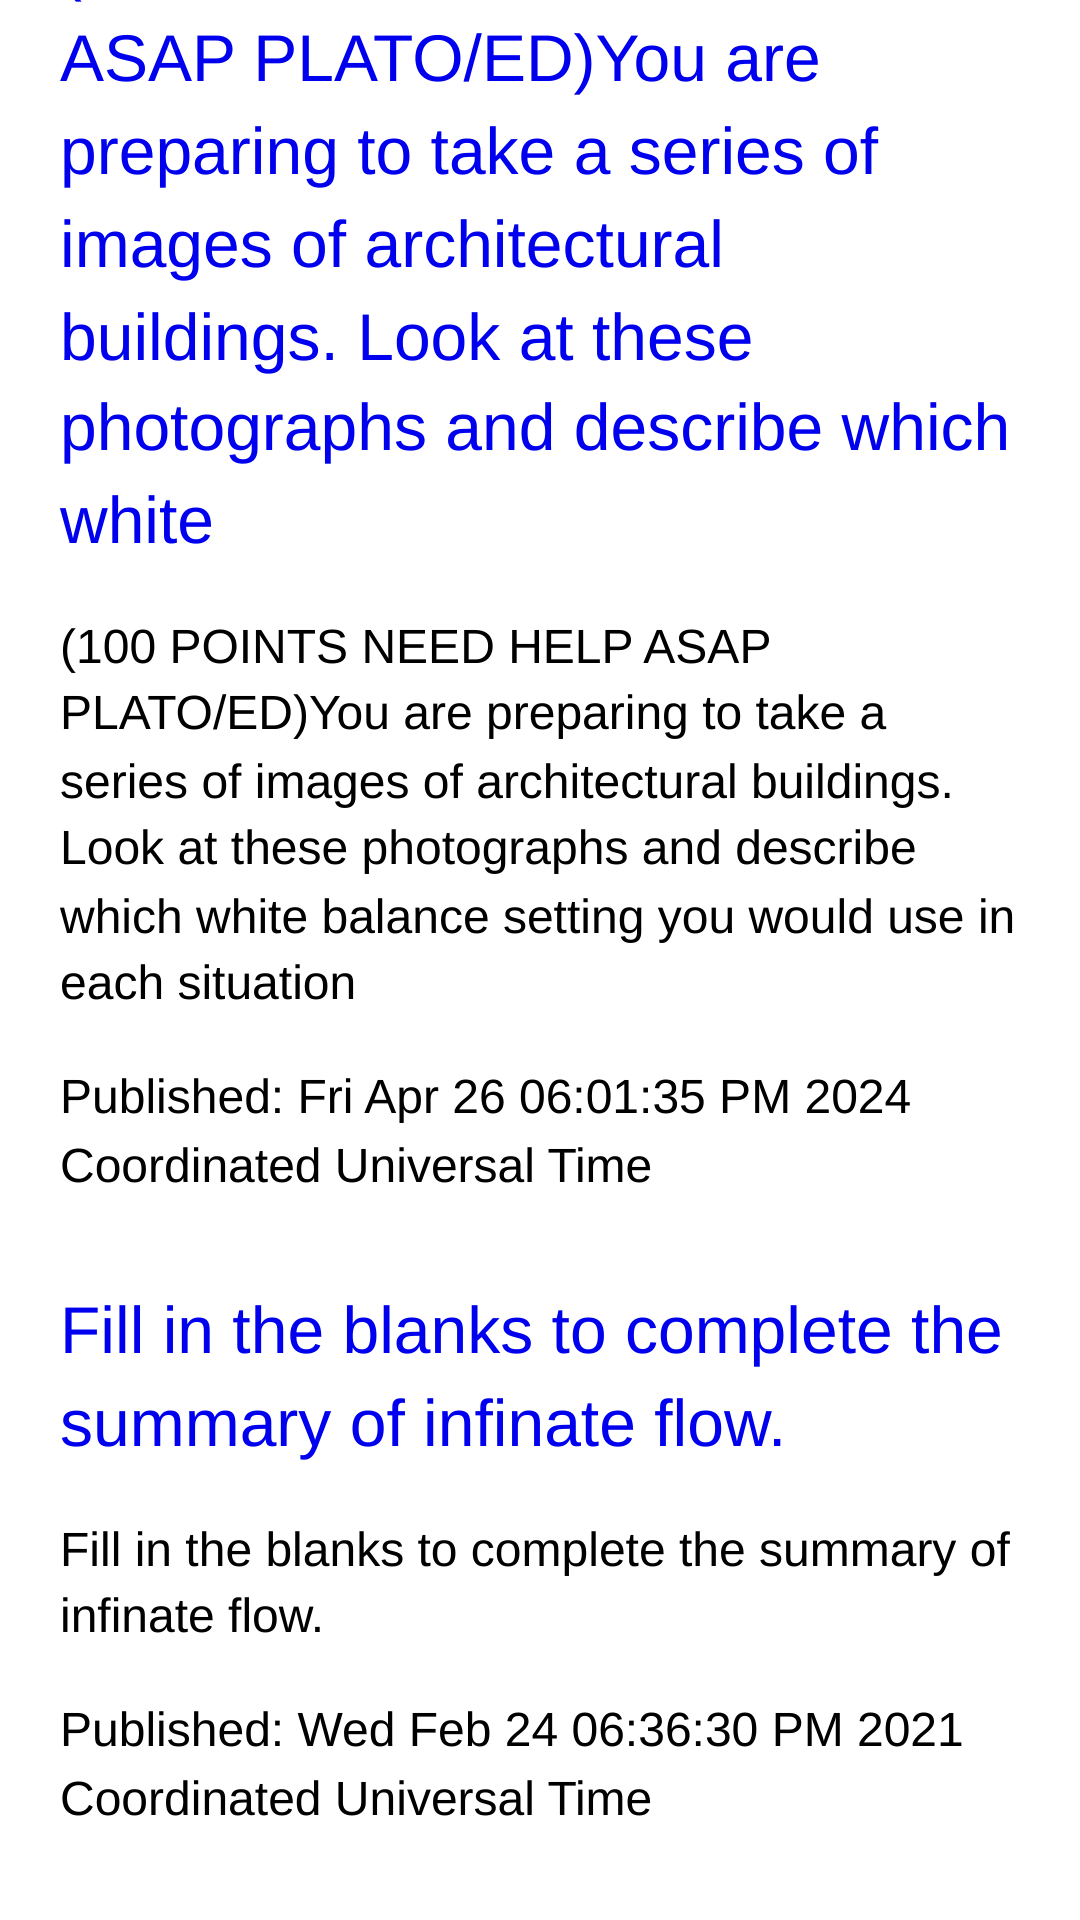 ASAP PLATO/ED)You are
preparing to take a series of
images of architectural
buildings. Look at these
photographs and describe which
white
(100 POINTS NEED HELP ASAP
PLATO/ED)You are preparing to take a
series of images of architectural buildings.
Look at these photographs and describe
which white balance setting you would use in
each situation
Published: Fri Apr 26 06:01:35 PM 2024
Coordinated Universal Time
Fill in the blanks to complete the
summary of infinate flow.
Fill in the blanks to complete the summary of
infinate flow.
Published: Wed Feb 24 06:36:30 PM 2021
Coordinated Universal Time